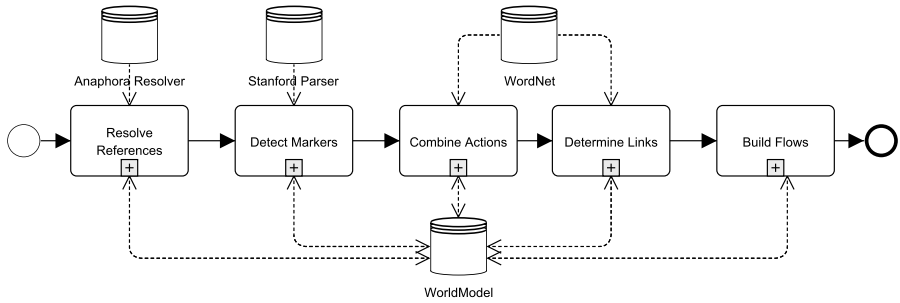 Anaphora Resolver
Stanford Parser
WordNet
Resolve
References
Detect Markers
Combine Actions
Determine Links
Build Flows
WorldModel